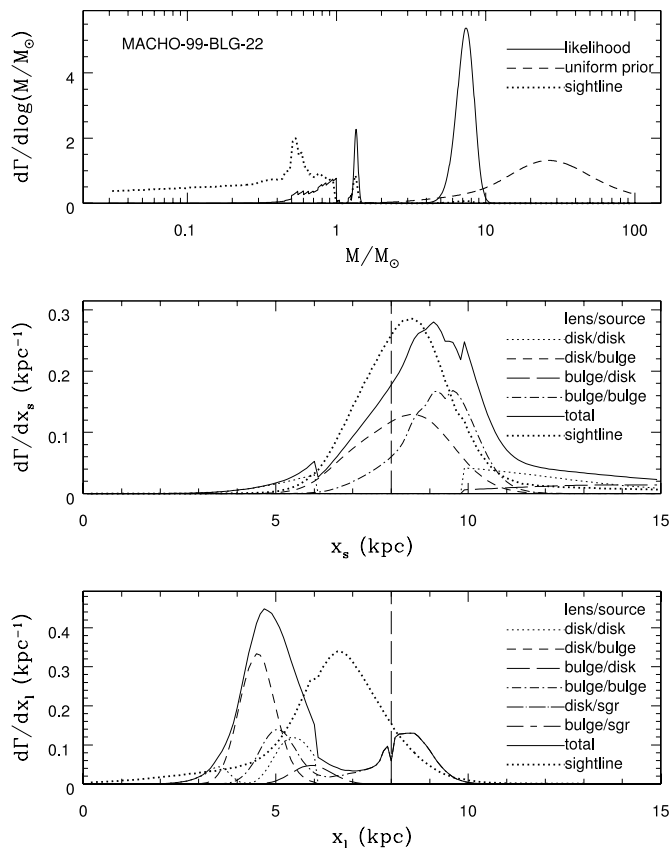 MACHO-99-BLG-22
likelihood
uniform prior
sightline
dΓ/dlog(M/M⊙)
0
2
4
0.1
1
10
100
M/M⊙
lens/source
disk/disk
disk/bulge
bulge/disk
bulge/bulge
total
sightline
dΓ/dxs (kpc⁻¹)
0
0.1
0.2
0.3
0
5
10
15
xs (kpc)
lens/source
disk/disk
disk/bulge
bulge/disk
bulge/bulge
disk/sgr
bulge/sgr
total
sightline
dΓ/dxl (kpc⁻¹)
0
0.1
0.2
0.3
0.4
0
5
10
15
xl (kpc)